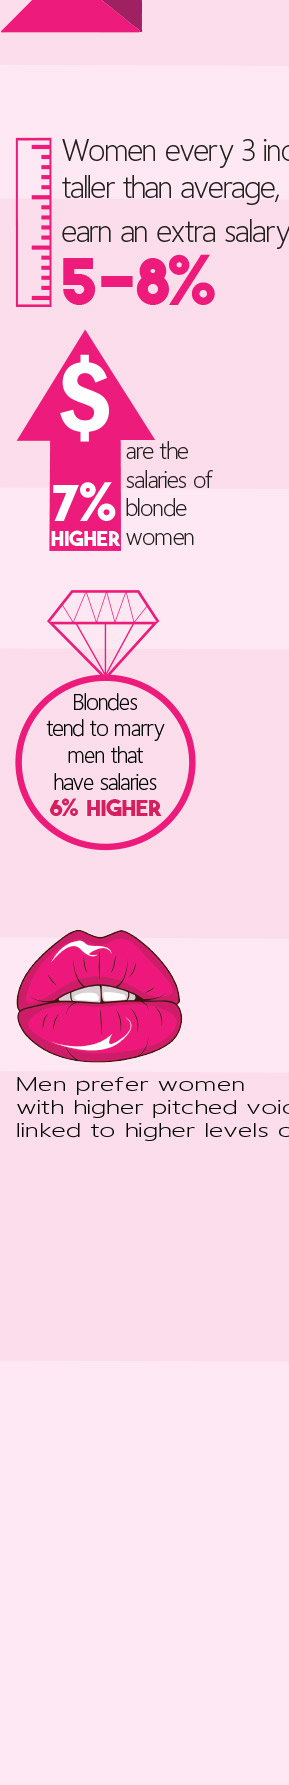 Women every 3
taller than average,
earn an extra salary
5-8%
$
7%
HIGHER
are the
salaries of
blonde
women
Blondes
tend to marry
men that
have salaries
6% HIGHER
Men prefer women
with higher pitched
linked to higher levels